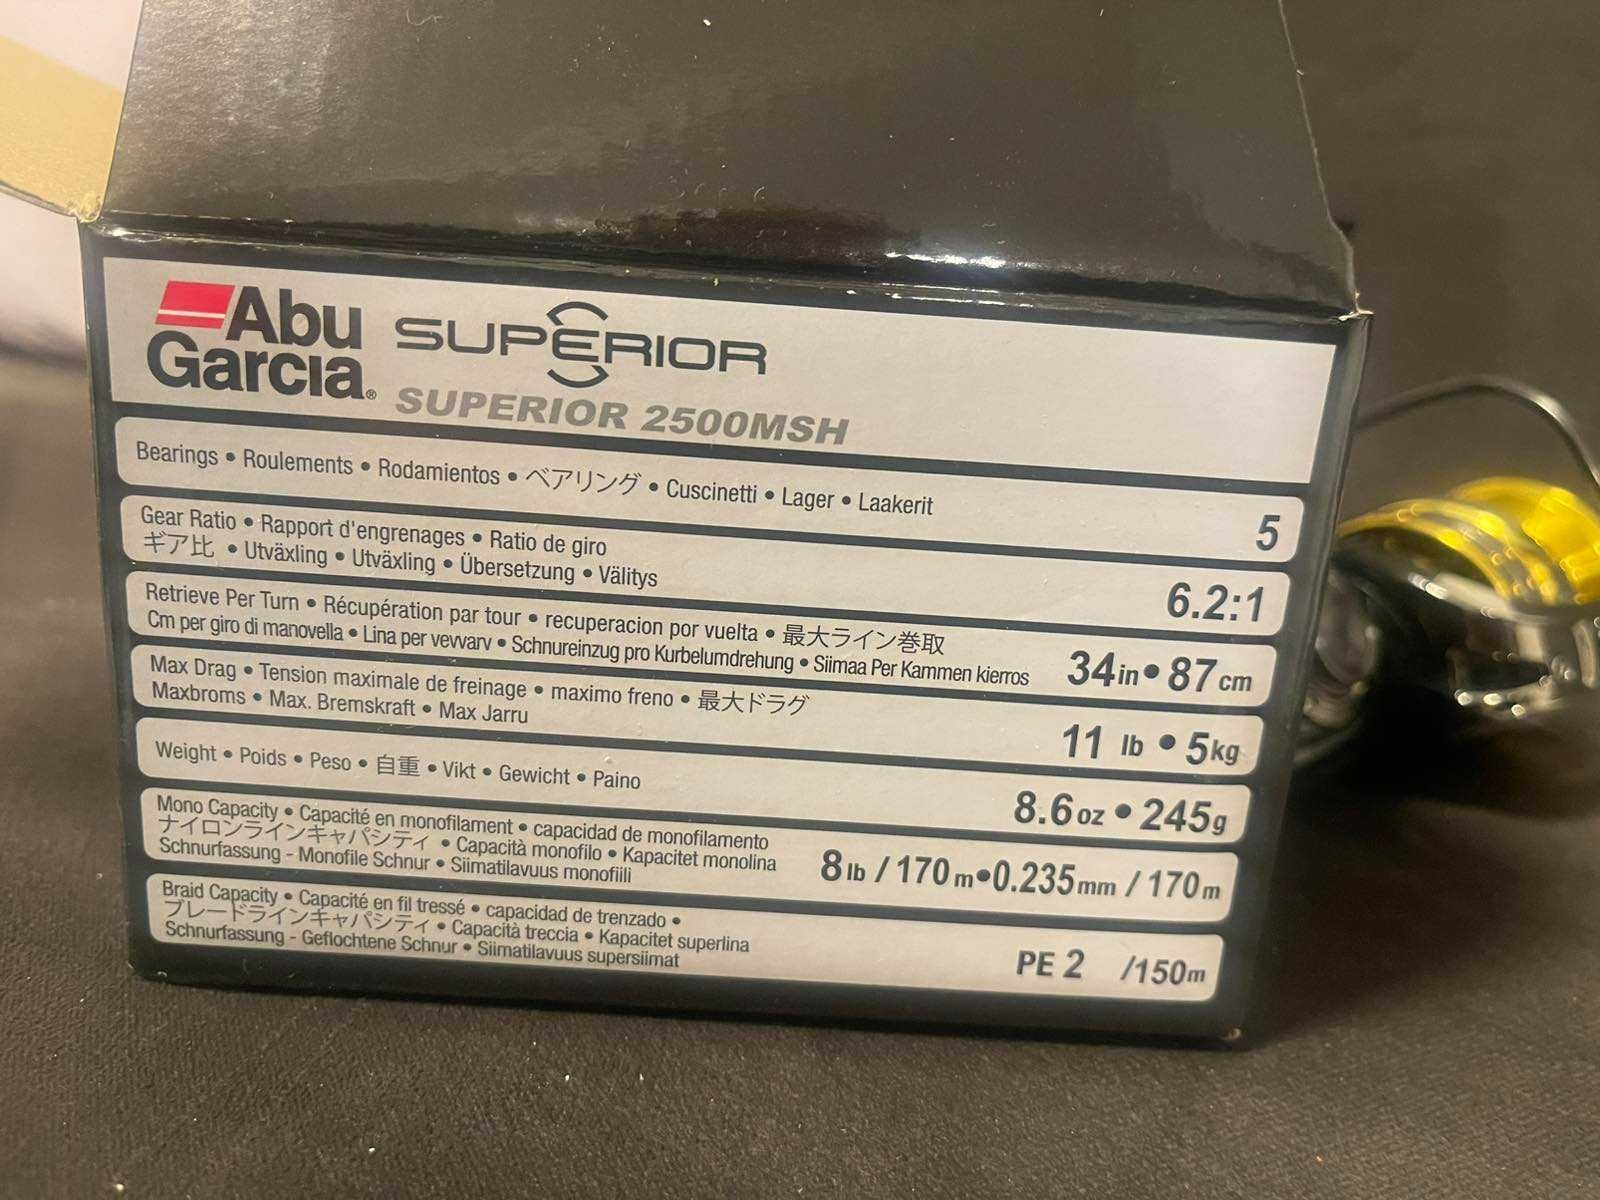 Abu
Garcia®
SUPERIOR
SUPERIOR 2500MSH
Bearings • Roulements • Rodamientos • ベアリング • Cuscinetti • Lager • Laakerit
5
Gear Ratio • Rapport d'engrenages • Ratio de giro
ギア比 • Utväxling • Utväxling • Übersetzung • Välitys
6.2:1
Retrieve Per Turn • Récupération par tour • recuperacion por vuelta • 最大ライン巻取
Cm per giro di manovella • Lina per vevvarv • Schnureinzug pro Kurbelumdrehung • Siimaa Per Kammen kierros
34in • 87cm
Max Drag • Tension maximale de freinage • maximo freno • 最大ドラグ
Maxbroms • Max. Bremskraft • Max Jarru
11 lb • 5kg
Weight • Poids • Peso • 自重 • Vikt • Gewicht • Paino
8.6oz • 245g
Mono Capacity • Capacité en monofilament • capacidad de monofilamento
ナイロンラインキャパシティ • Capacità monofilo • Kapacitet monolina
Schnurfassung - Monofile Schnur • Siimatilavuus monofiili
8lb / 170m•0.235mm / 170m
Braid Capacity • Capacité en fil tressé • capacidad de trenzado •
ブレードラインキャパシティ • Capacità treccia • Kapacitet superlina
Schnurfassung - Geflochtene Schnur • Siimatilavuus supersiimat
PE 2 /150m